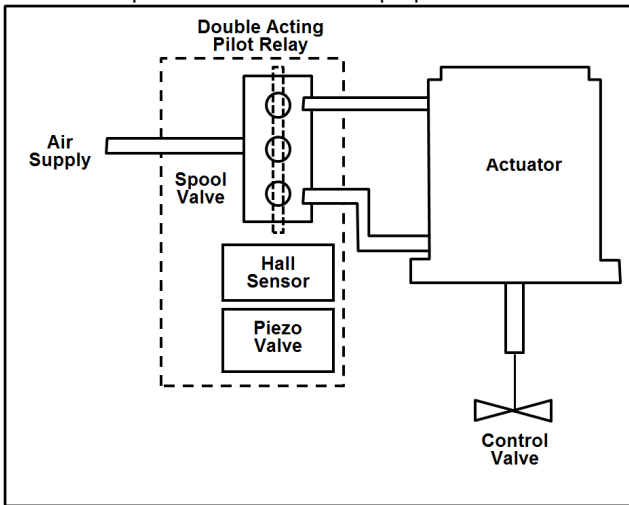 Double Acting
Pilot Relay
Air
Supply
Spool
Valve
Actuator
Hall
Sensor
Piezo
Valve
Control
Valve